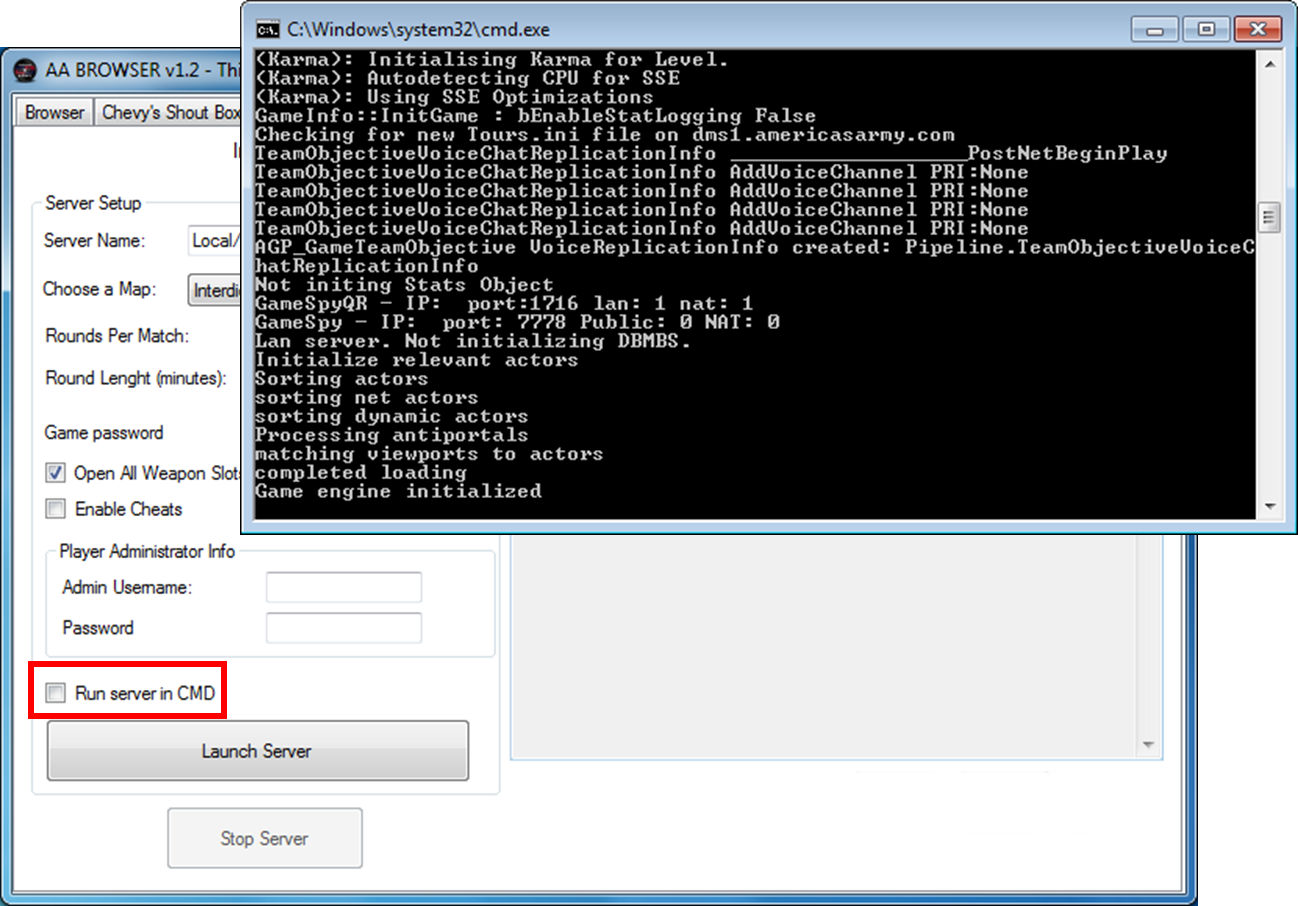 C:\Windows\system32\cmd.exe
(Karma): Initialising Karma for Level.
(Karma): Autodetecting CPU for SSE
(Karma): Using SSE Optimizations
GameInfo::InitGame : bEnableStatLogging False
Checking for new Tours.ini file on dms1.americasarmy.com
TeamObjectiveVoiceChatReplicationInfo ___________________PostNetBeginPlay
TeamObjectiveVoiceChatReplicationInfo AddVoiceChannel PRI:None
TeamObjectiveVoiceChatReplicationInfo AddVoiceChannel PRI:None
TeamObjectiveVoiceChatReplicationInfo AddVoiceChannel PRI:None
TeamObjectiveVoiceChatReplicationInfo AddVoiceChannel PRI:None
AGP_GameTeamObjective VoiceReplicationInfo created: Pipeline.TeamObjectiveVoiceC
hatReplicationInfo
Not initing Stats Object
GameSpyQR - IP:  port:1716 lan: 1 nat: 1
GameSpy - IP:  port: 7778 Public: 0 NAT: 0
Lan server. Not initializing DBMBS.
Initialize relevant actors
Sorting actors
sorting net actors
sorting dynamic actors
Processing antiportals
matching viewports to actors
completed loading
Game engine initialized
AA BROWSER v1.2 - Thi
Browser
Chevy's Shout Box
Server Setup
Server Name: Local/
Choose a Map: Interdi
Rounds Per Match:
Round Lenght (minutes):
Game password
Open All Weapon Slots
Enable Cheats
Player Administrator Info
Admin Username:
Password
Run server in CMD
Launch Server
Stop Server